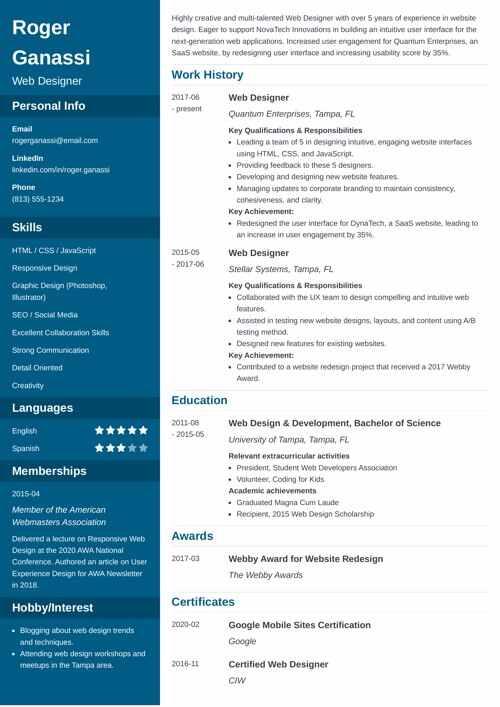 Roger
Ganassi
Web Designer
Personal Info
Email
rogerganassi@email.com
LinkedIn
linkedin.com/in/roger.ganassi
Phone
(813) 555-1234
Skills
HTML / CSS / JavaScript
Responsive Design
Graphic Design (Photoshop,
Illustrator)
SEO / Social Media
Excellent Collaboration Skills
Strong Communication
Detail Oriented
Creativity
Languages
English
Spanish
Memberships
2015-04
Member of the American
Webmasters Association
Delivered a lecture on Responsive Web
Design at the 2020 AWA National
Conference. Authored an article on User
Experience Design for AWA Newsletter
in 2018.
Hobby/Interest
• Blogging about web design trends
and techniques.
• Attending web design workshops and
meetups in the Tampa area.
Highly creative and multi-talented Web Designer with over 5 years of experience in website
design. Eager to support NovaTech Innovations in building an intuitive user interface for the
next-generation web applications. Increased user engagement for Quantum Enterprises, an
SaaS website, by redesigning user interface and increasing usability score by 35%.
Work History
2017-06
- present
Web Designer
Quantum Enterprises, Tampa, FL
Key Qualifications & Responsibilities
• Leading a team of 5 in designing intuitive, engaging website interfaces
using HTML, CSS, and JavaScript.
• Providing feedback to these 5 designers.
• Developing and designing new website features.
• Managing updates to corporate branding to maintain consistency,
cohesiveness, and clarity.
Key Achievement:
• Redesigned the user interface for DynaTech, a SaaS website, leading to
an increase in user engagement by 35%.
2015-05
- 2017-06
Web Designer
Stellar Systems, Tampa, FL
Key Qualifications & Responsibilities
• Collaborated with the UX team to design compelling and intuitive web
features.
• Assisted in testing new website designs, layouts, and content using A/B
testing method.
• Designed new features for existing websites.
Key Achievement:
• Contributed to a website redesign project that received a 2017 Webby
Award.
Education
2011-08
- 2015-05
Web Design & Development, Bachelor of Science
University of Tampa, Tampa, FL
Relevant extracurricular activities
• President, Student Web Developers Association
• Volunteer, Coding for Kids
Academic achievements
• Graduated Magna Cum Laude
• Recipient, 2015 Web Design Scholarship
Awards
2017-03
Webby Award for Website Redesign
The Webby Awards
Certificates
2020-02
Google Mobile Sites Certification
Google
2016-11
Certified Web Designer
CIW